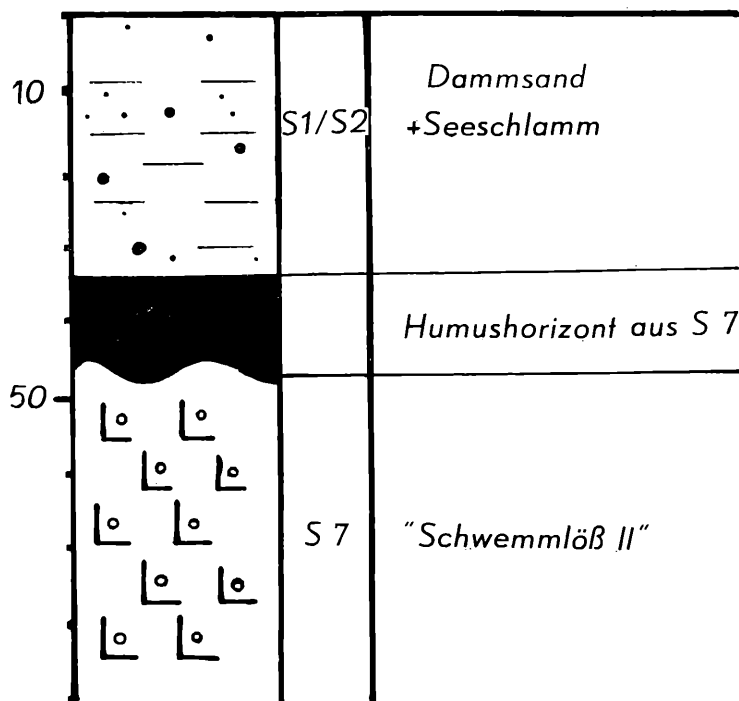 Dammsand
10
S1/S2
+Seeschlamm
Humushorizont aus S 7
50
S 7
"Schwemmlöß II"